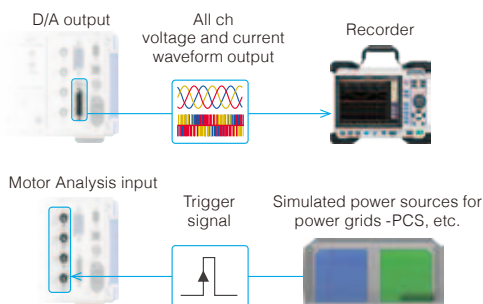 D/A output
All ch
voltage and current
waveform output
Recorder
Motor Analysis input
Trigger
signal
Simulated power sources for
power grids -PCS, etc.